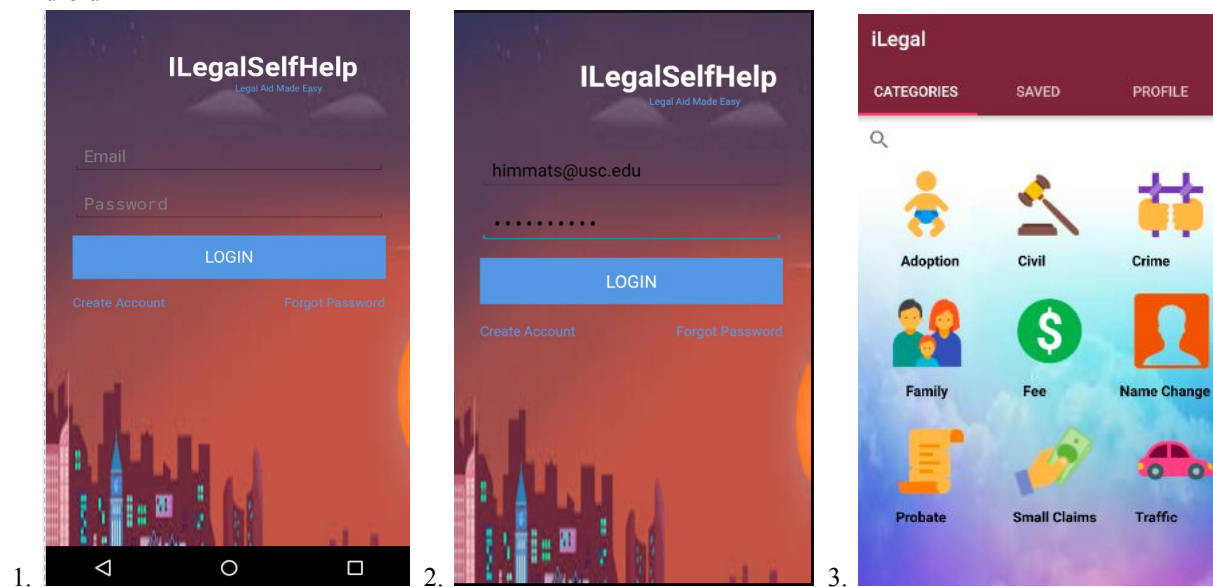 ILegalSelfHelp
Legal Aid Made Easy
Email
Password
LOGIN
Create Account Forgot Password
1.
ILegalSelfHelp
Legal Aid Made Easy
himmats@usc.edu
••••••••••
LOGIN
Create Account Forgot Password
2.
iLegal
CATEGORIES SAVED PROFILE
Adoption Civil Crime
Family Fee Name Change
$
Probate Small Claims Traffic
3.